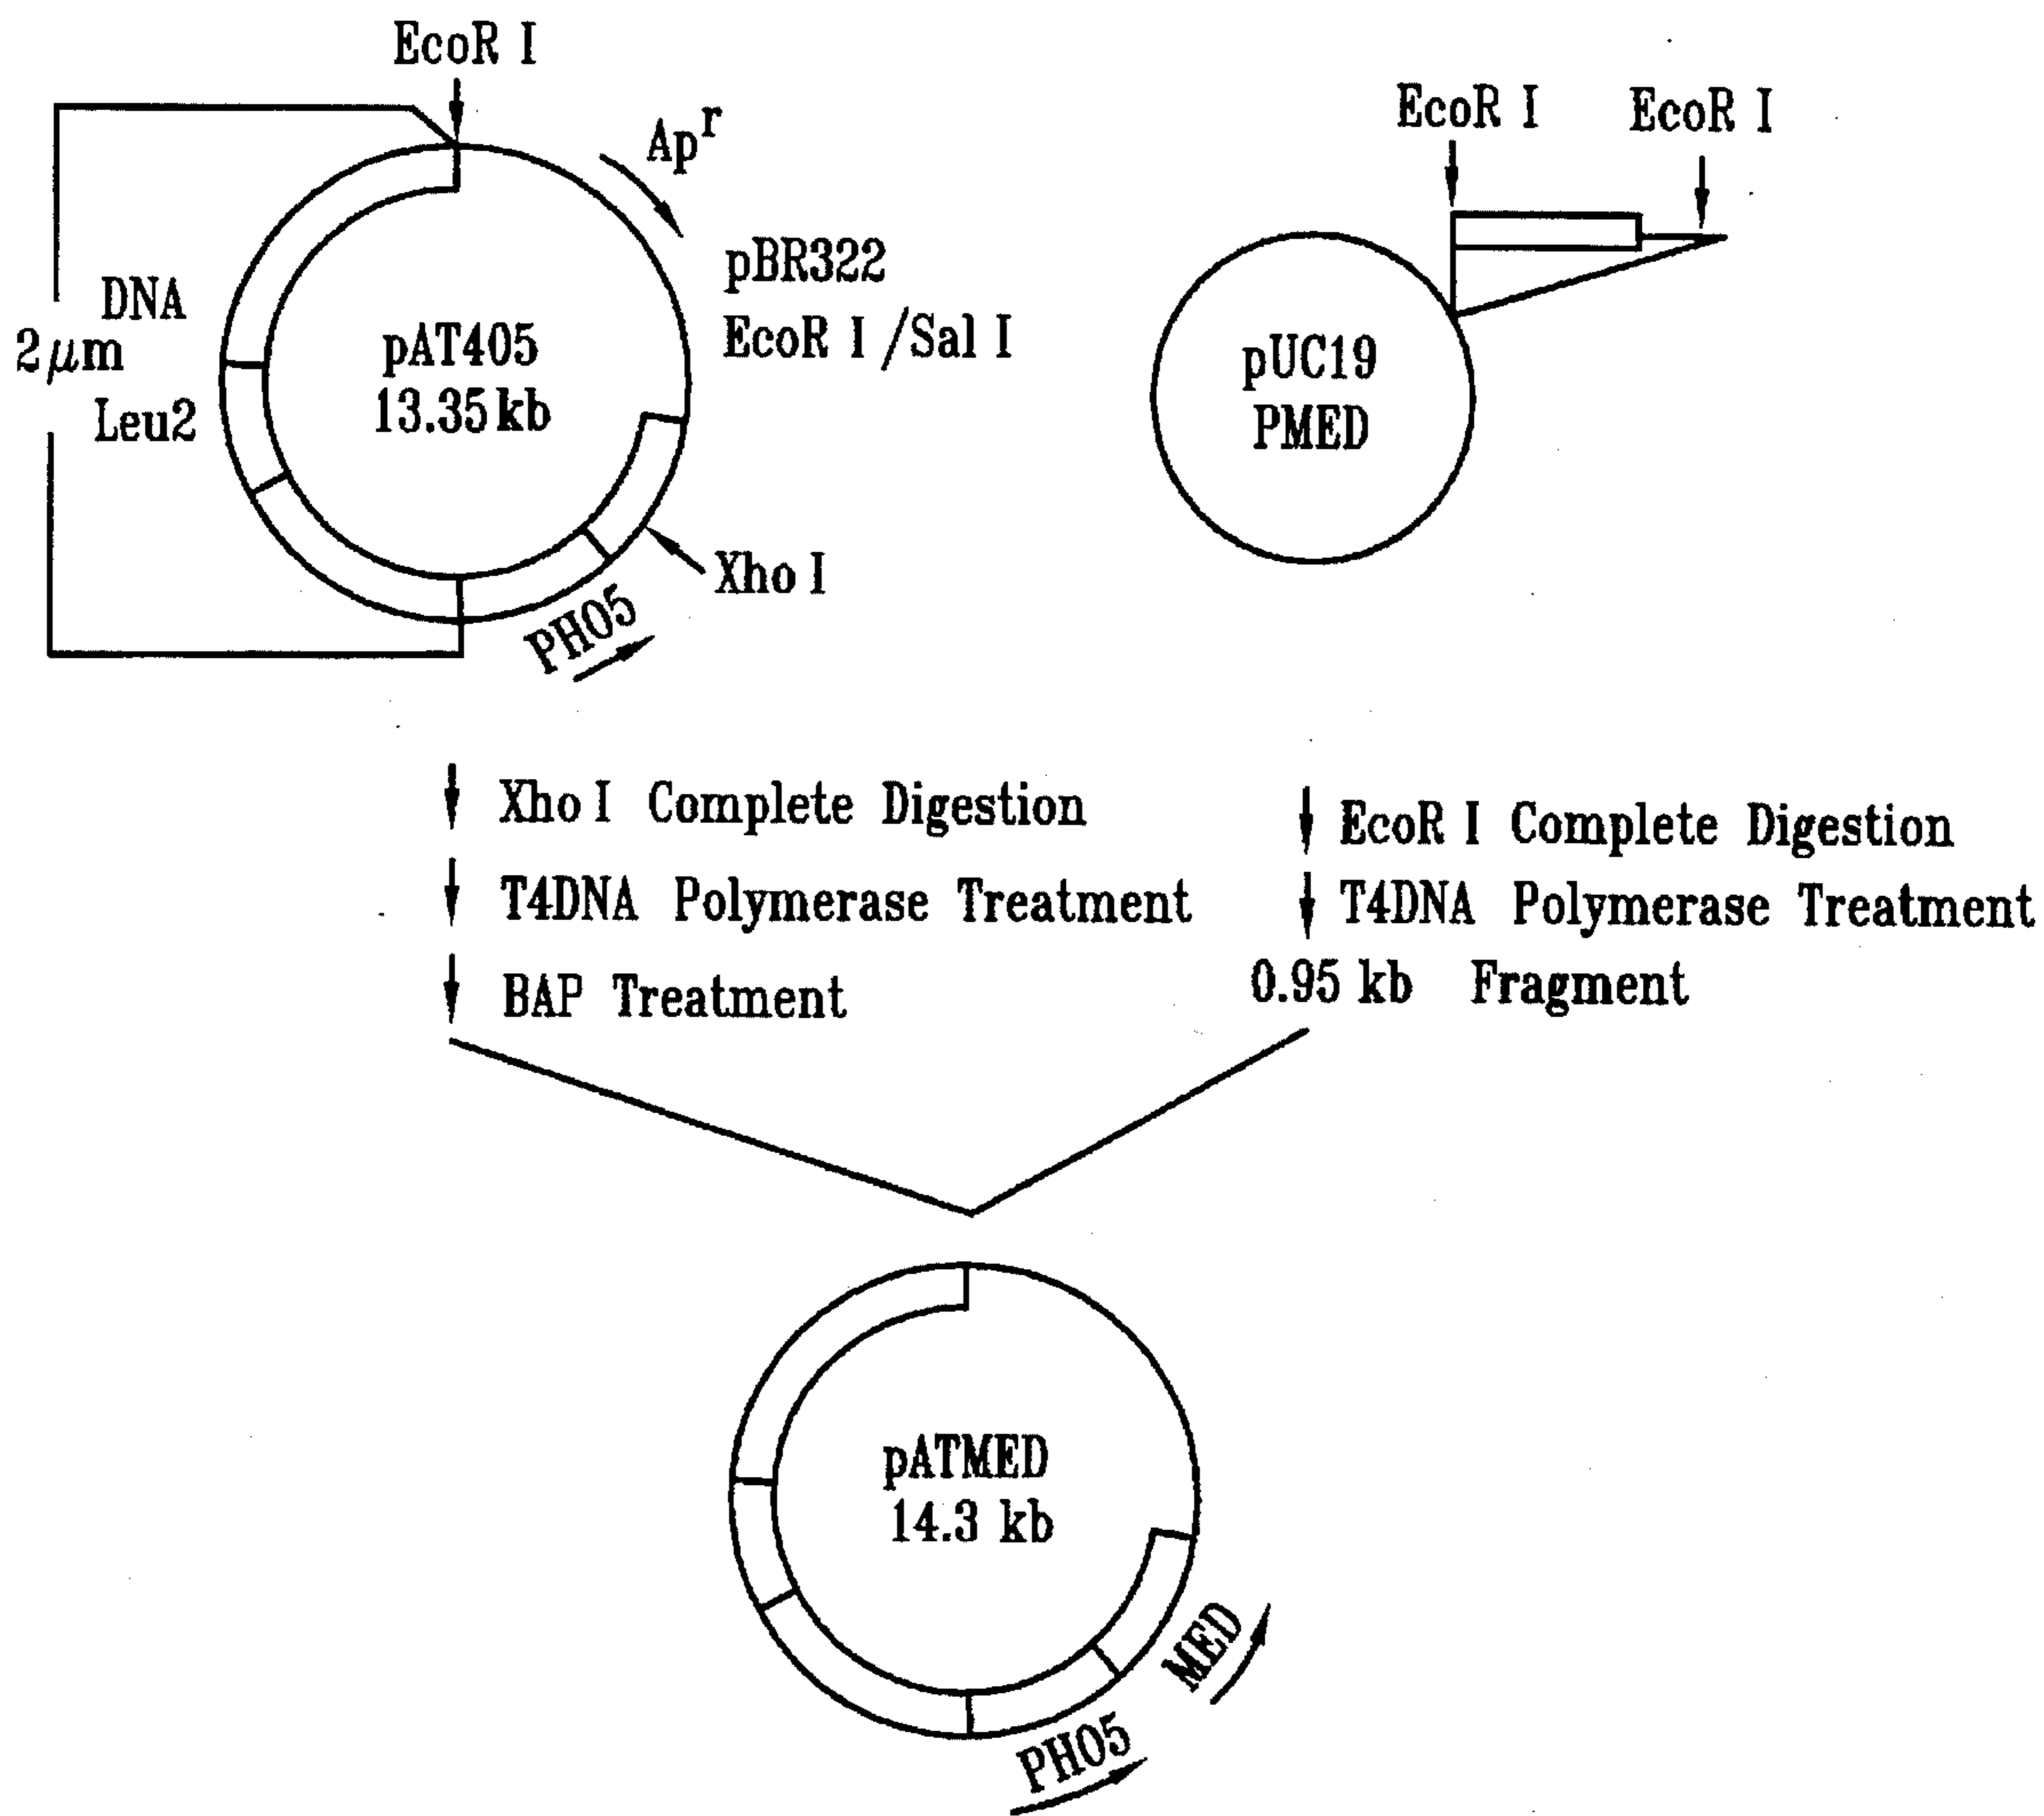 EcoR I
Ap^r
pBR322
EcoR I /Sal I
DNA
2μm
Leu2
pAT405
13.35 kb
Xho I
PHO5
EcoR I EcoR I
pUC19
PMED
Xho I Complete Digestion
T4DNA Polymerase Treatment
BAP Treatment
EcoR I Complete Digestion
T4DNA Polymerase Treatment
0.95 kb Fragment
pATMED
14.3 kb
MED
PHO5